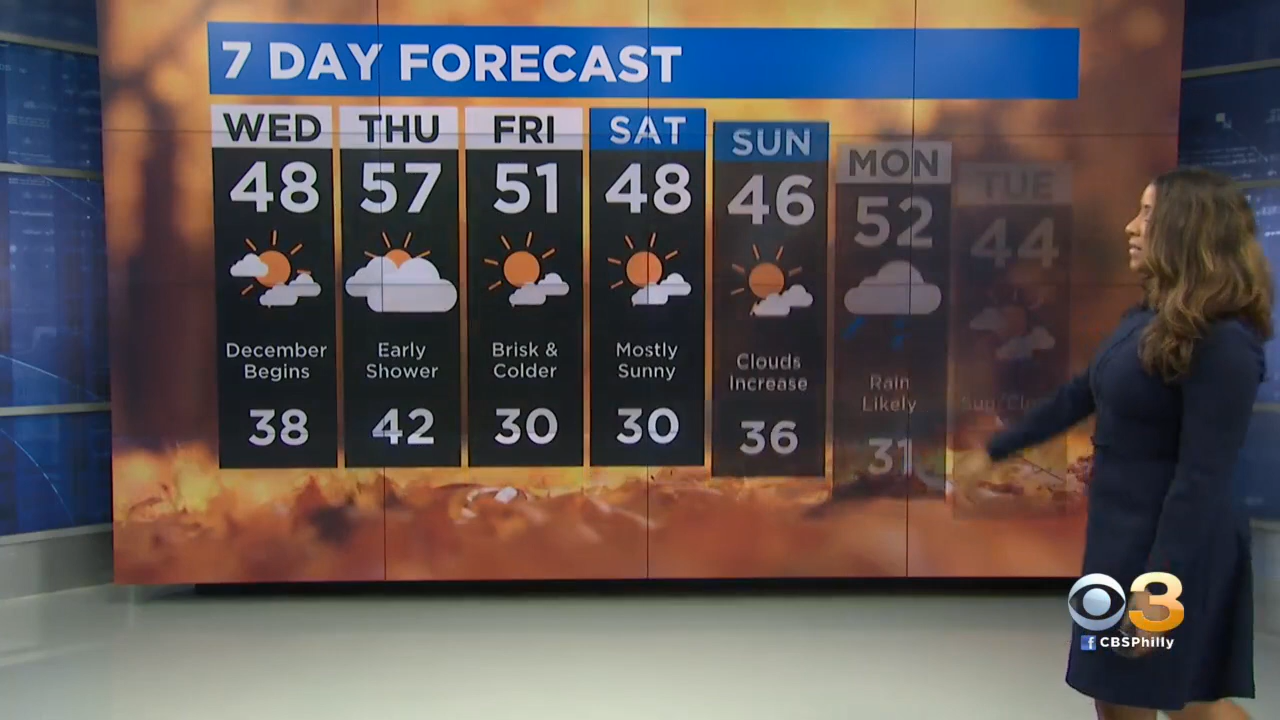 7 DAY FORECAST
WED
48
December
Begins
38
THU
57
Early
Shower
42
FRI
51
Brisk &
Colder
30
SAT
48
Mostly
Sunny
30
SUN
46
Clouds
Increase
36
MON
52
Rain
Likely
31
TUE
44
3
f CBSPhilly